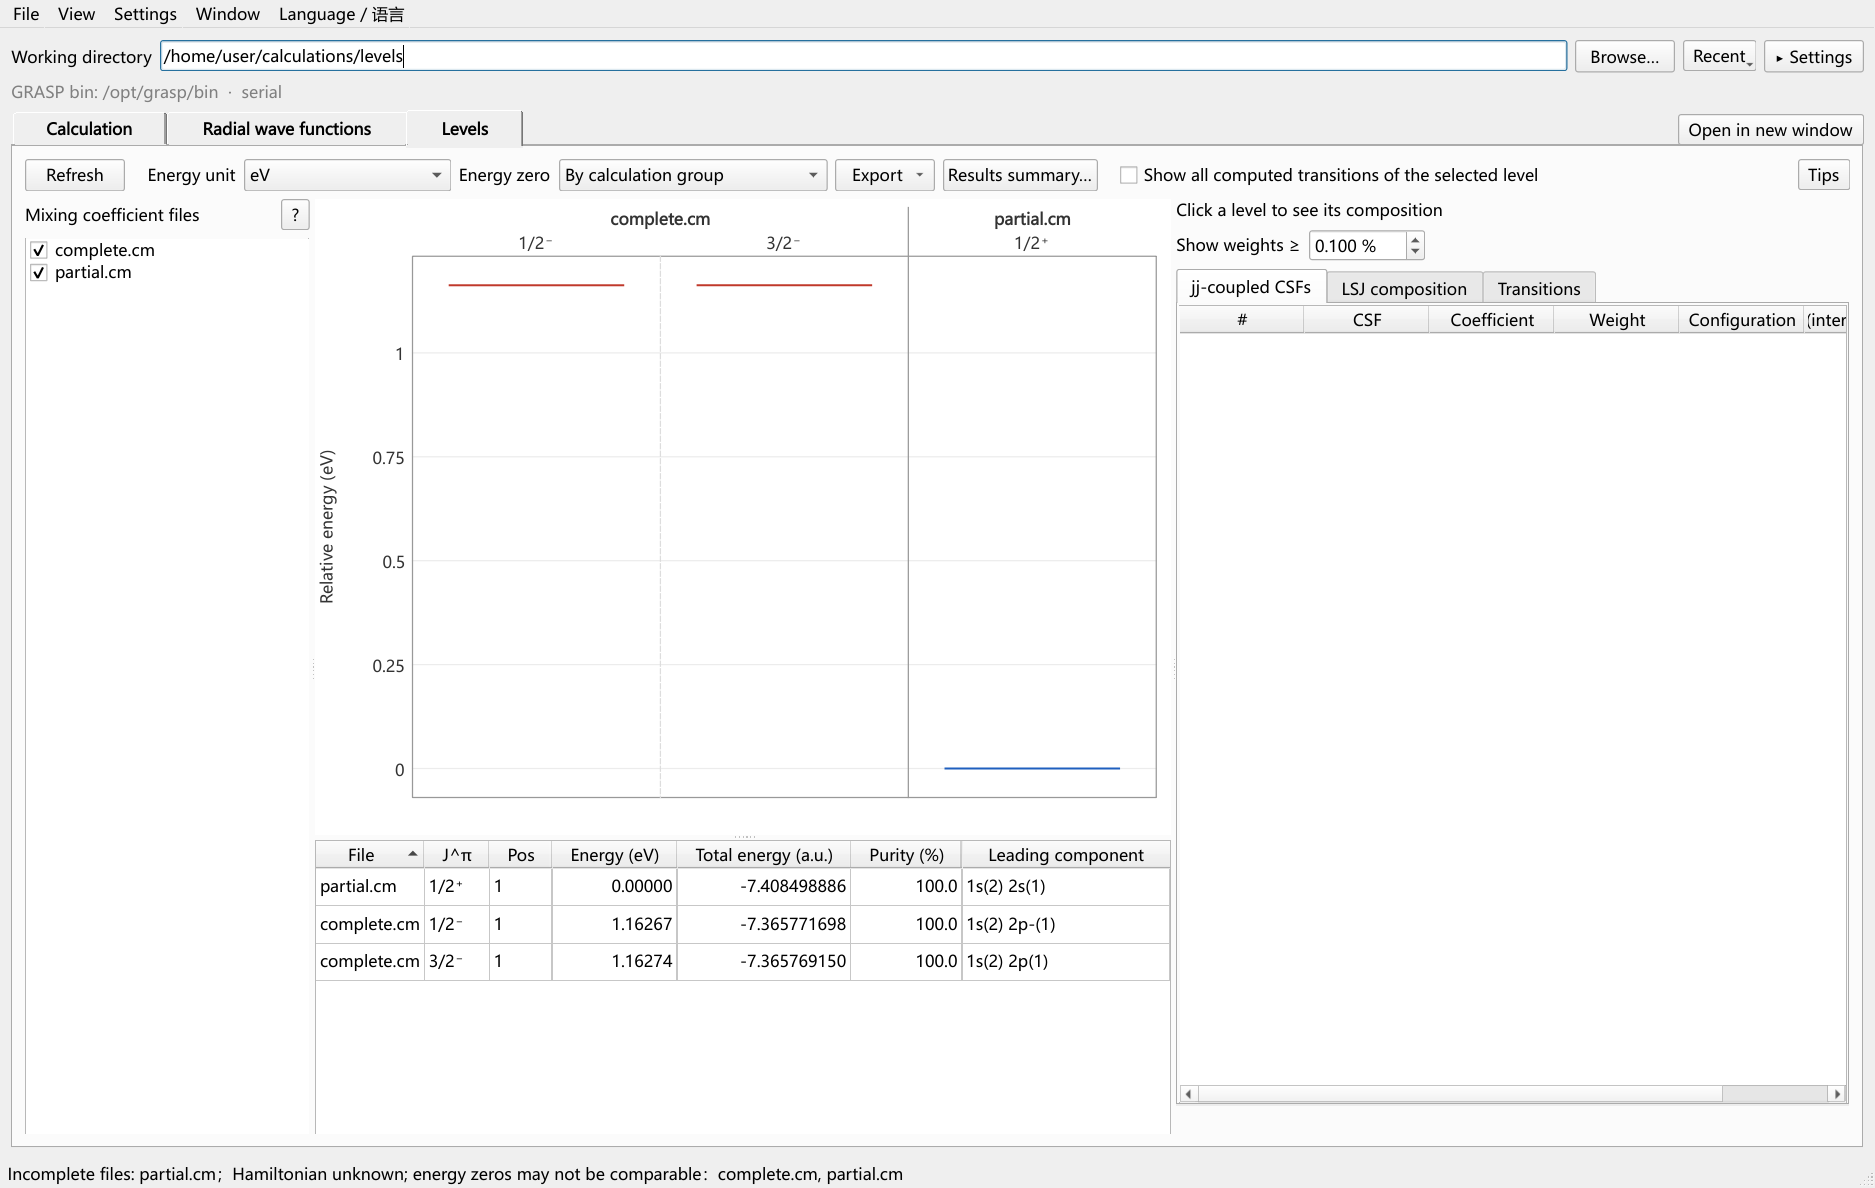 File View Settings Window Language / 语言
Working directory /home/user/calculations/levels Browse... Recent ▸ Settings
GRASP bin: /opt/grasp/bin · serial
Calculation Radial wave functions Levels Open in new window
Refresh Energy unit eV Energy zero By calculation group Export Results summary... Show all computed transitions of the selected level Tips
Mixing coefficient files ?
complete.cm
partial.cm
complete.cm partial.cm
1/2⁻ 3/2⁻ 1/2⁺
1
0.75
0.5
0.25
0
Relative energy (eV)
File J^π Pos Energy (eV) Total energy (a.u.) Purity (%) Leading component
partial.cm 1/2⁺ 1 0.00000 -7.408498886 100.0 1s(2) 2s(1)
complete.cm 1/2⁻ 1 1.16267 -7.365771698 100.0 1s(2) 2p-(1)
complete.cm 3/2⁻ 1 1.16274 -7.365769150 100.0 1s(2) 2p(1)
Click a level to see its composition
Show weights ≥ 0.100 %
jj-coupled CSFs LSJ composition Transitions
# CSF Coefficient Weight Configuration (inter
Incomplete files: partial.cm；Hamiltonian unknown; energy zeros may not be comparable：complete.cm, partial.cm